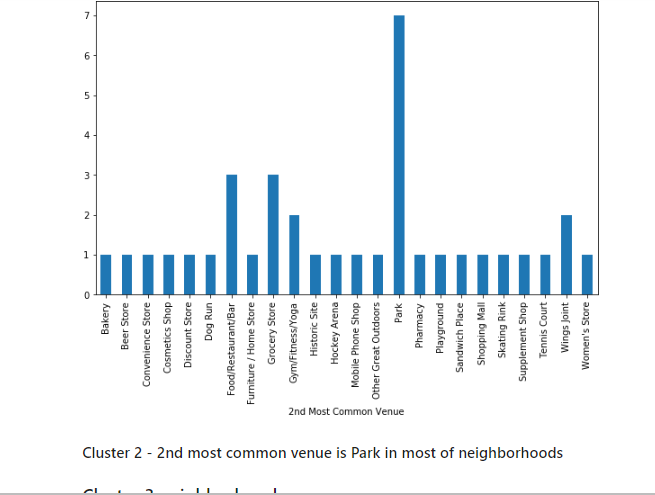 7
6
5
4
3
2
1
0
Bakery
Beer Store
Convenience Store
Cosmetics Shop
Discount Store
Dog Run
Food/Restaurant/Bar
Furniture / Home Store
Grocery Store
Gym/Fitness/Yoga
Historic Site
Hockey Arena
Mobile Phone Shop
Other Great Outdoors
Park
Pharmacy
Playground
Sandwich Place
Shopping Mall
Skating Rink
Supplement Shop
Tennis Court
Wings Joint
Women's Store
2nd Most Common Venue
Cluster 2 - 2nd most common venue is Park in most of neighborhoods